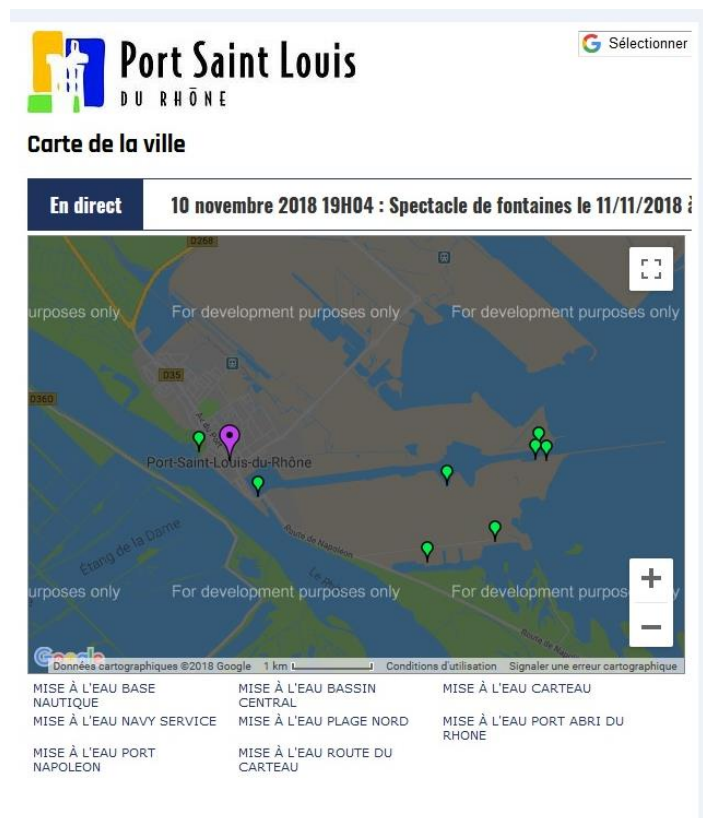 Port Saint Louis
DU RHÔNE
Sélectionner
Carte de la ville
En direct
10 novembre 2018 19H04 : Spectacle de fontaines le 11/11/2018
D268
urposes only
For development purposes only
For development purposes only
D35
D360
Av. du Port
Port-Saint-Louis-du-Rhône
Route de Napoléon
Étang de la Dame
Le
urposes only
For development purposes only
For development purpos
Route de
Google
Données cartographiques ©2018 Google
1 km
Conditions d'utilisation
Signaler une erreur cartographique
MISE À L'EAU BASE
NAUTIQUE
MISE À L'EAU BASSIN
CENTRAL
MISE À L'EAU CARTEAU
MISE À L'EAU NAVY SERVICE
MISE À L'EAU PLAGE NORD
MISE À L'EAU PORT ABRI DU
RHONE
MISE À L'EAU PORT
NAPOLEON
MISE À L'EAU ROUTE DU
CARTEAU